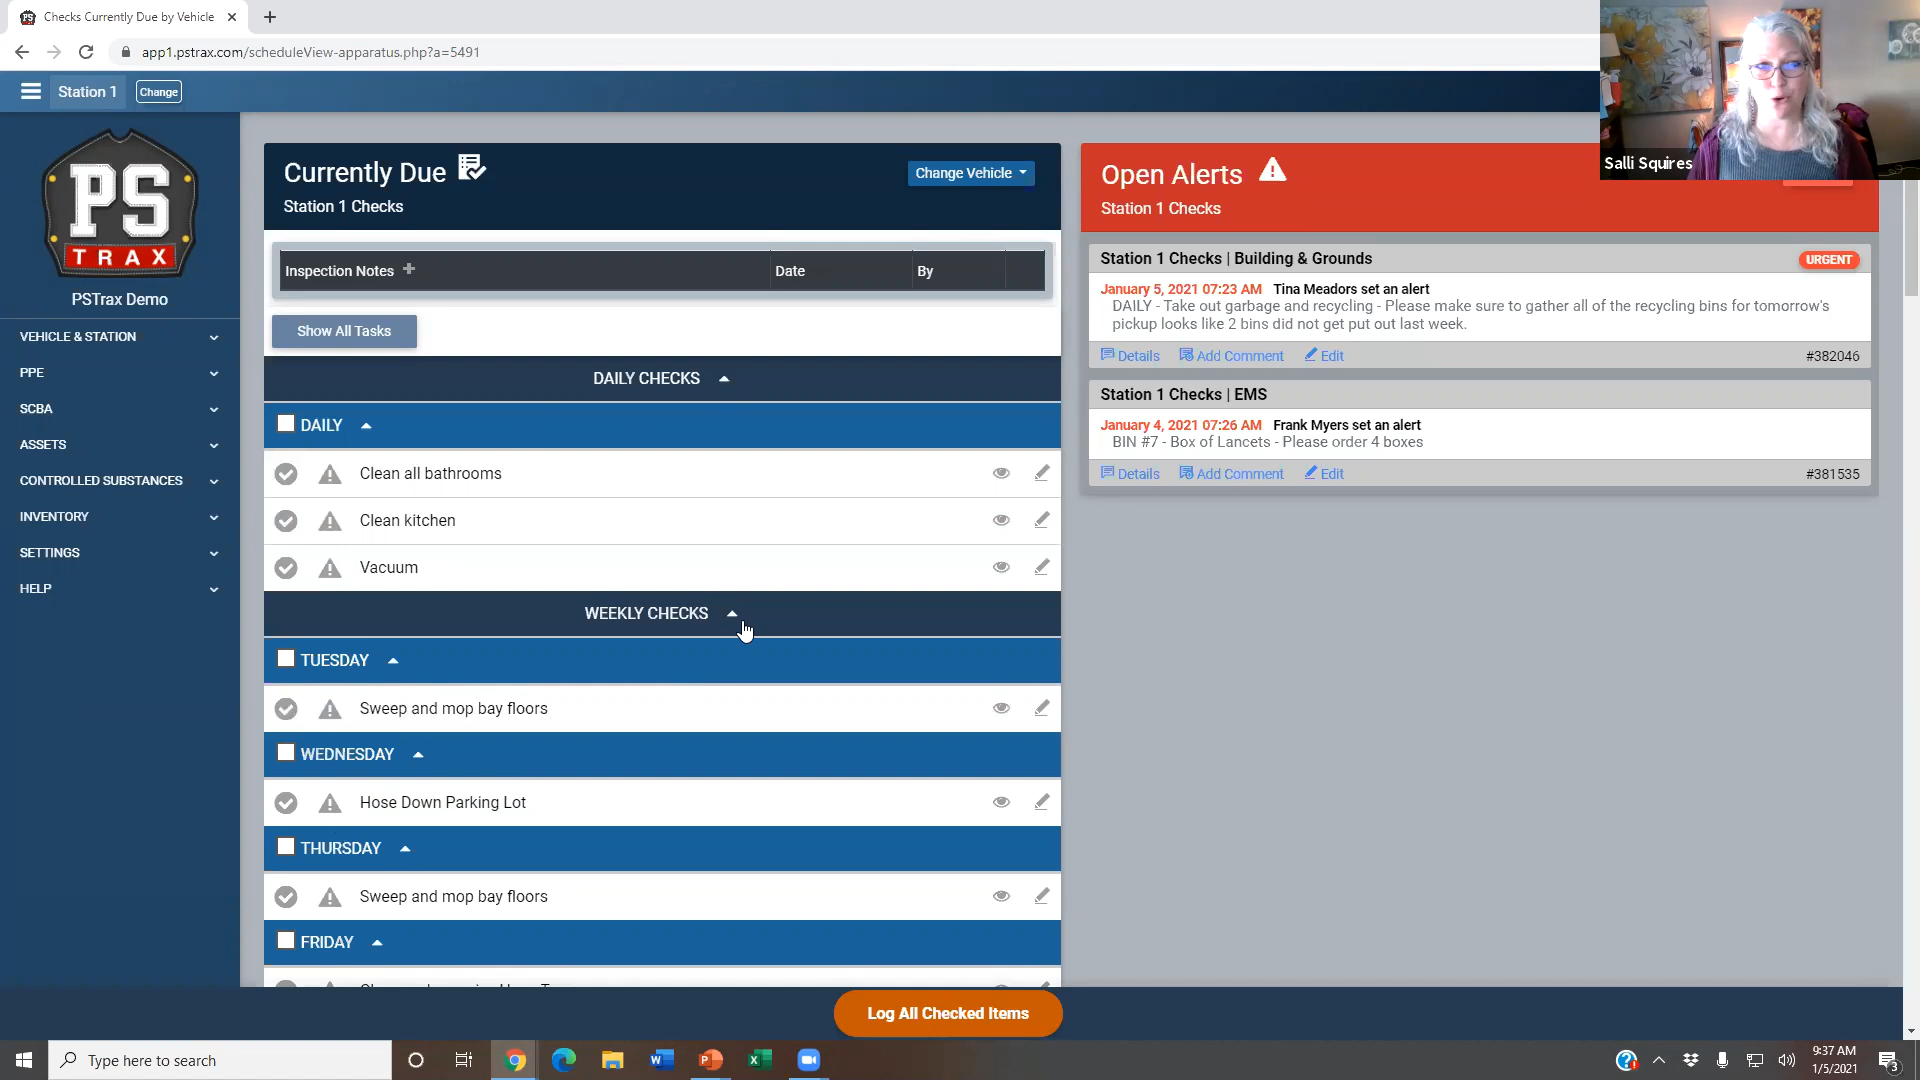 Checks Currently Due by Vehicle
app1.pstrax.com/scheduleView-apparatus.php?a=5491
Station 1
Change
Salli Squires
PS
TRAX
PSTrax Demo
VEHICLE & STATION
PPE
SCBA
ASSETS
CONTROLLED SUBSTANCES
INVENTORY
SETTINGS
HELP
Currently Due
Change Vehicle
Station 1 Checks
Inspection Notes
Date
By
Show All Tasks
DAILY CHECKS
DAILY
Clean all bathrooms
Clean kitchen
Vacuum
WEEKLY CHECKS
TUESDAY
Sweep and mop bay floors
WEDNESDAY
Hose Down Parking Lot
THURSDAY
Sweep and mop bay floors
FRIDAY
Log All Checked Items
Open Alerts
Station 1 Checks
Station 1 Checks | Building & Grounds
URGENT
January 5, 2021 07:23 AM Tina Meadors set an alert
DAILY - Take out garbage and recycling - Please make sure to gather all of the recycling bins for tomorrow's
pickup looks like 2 bins did not get put out last week.
Details Add Comment Edit #382046
Station 1 Checks | EMS
January 4, 2021 07:26 AM Frank Myers set an alert
BIN #7 - Box of Lancets - Please order 4 boxes
Details Add Comment Edit #381535
Type here to search
9:37 AM
1/5/2021
3